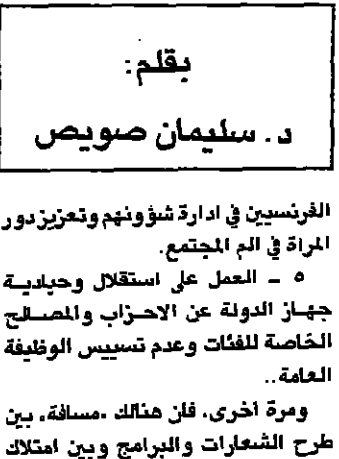 بقلم:
د. سليمان صويص
الفرنسيين في ادارة شؤونهم وتعزيز دور
المراة في الم المجتمع.
٥ ــ العمل على استقلال وحيادية
جهاز الدولة عن الاحزاب والمصالح
الخاصة للفئات وعدم تسييس الوظيفة
العامة..
ومرة اخرى، فان هنالك «مسافة» بين
طرح الشعارات والبرامج وبين امتلاك